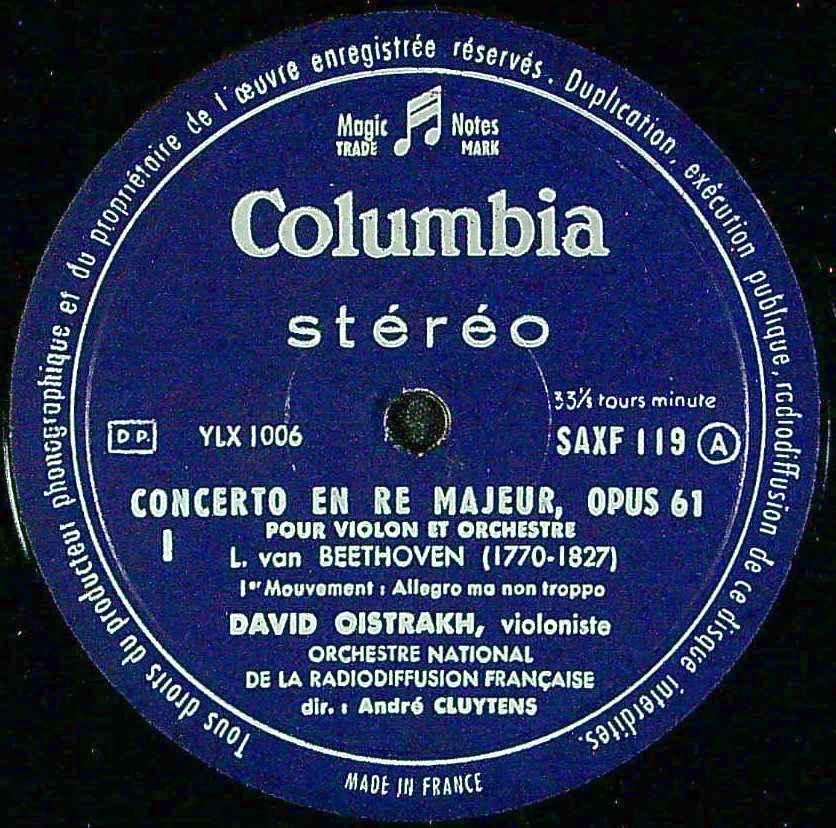 Tous droits du producteur phonographique et du propriétaire de l'œuvre enregistrée réservés. Duplication, exécution publique, radiodiffusion de ce disque interdites.
Magic Notes
TRADE MARK
Columbia
stéréo
33⅓ tours minute
D P. YLX 1006 SAXF 119 A
CONCERTO EN RE MAJEUR, OPUS 61
POUR VIOLON ET ORCHESTRE
I L. van BEETHOVEN (1770-1827)
1er Mouvement : Allegro ma non troppo
DAVID OISTRAKH, violoniste
ORCHESTRE NATIONAL
DE LA RADIODIFFUSION FRANÇAISE
dir. : André CLUYTENS
MADE IN FRANCE